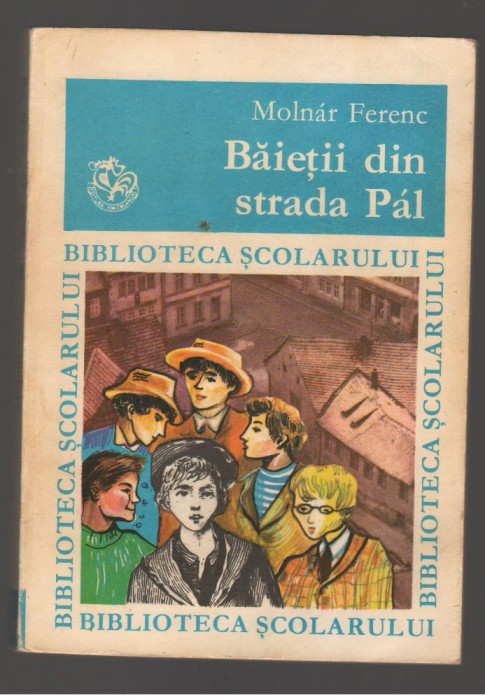 Molnár Ferenc
Băieții din
strada Pál
BIBLIOTECA ȘCOLARULUI
BIBLIOTECA ȘCOLARULUI
BIBLIOTECA ȘCOLARULUI
BIBLIOTECA ȘCOLARULUI